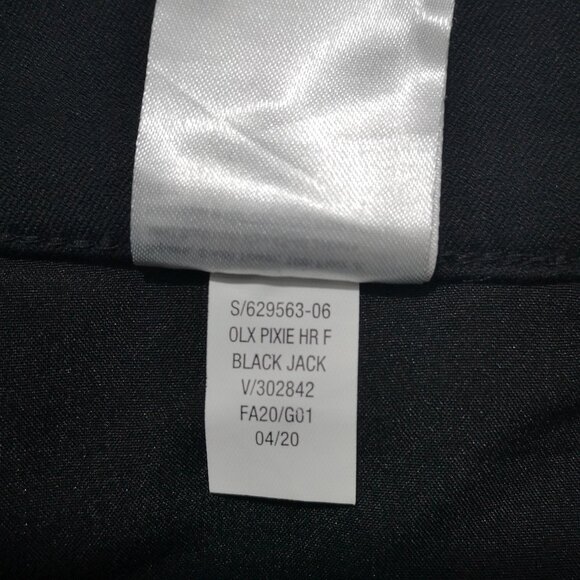 S/629563-06
OLX PIXIE HR F
BLACK JACK
V/302842
FA20/G01
04/20